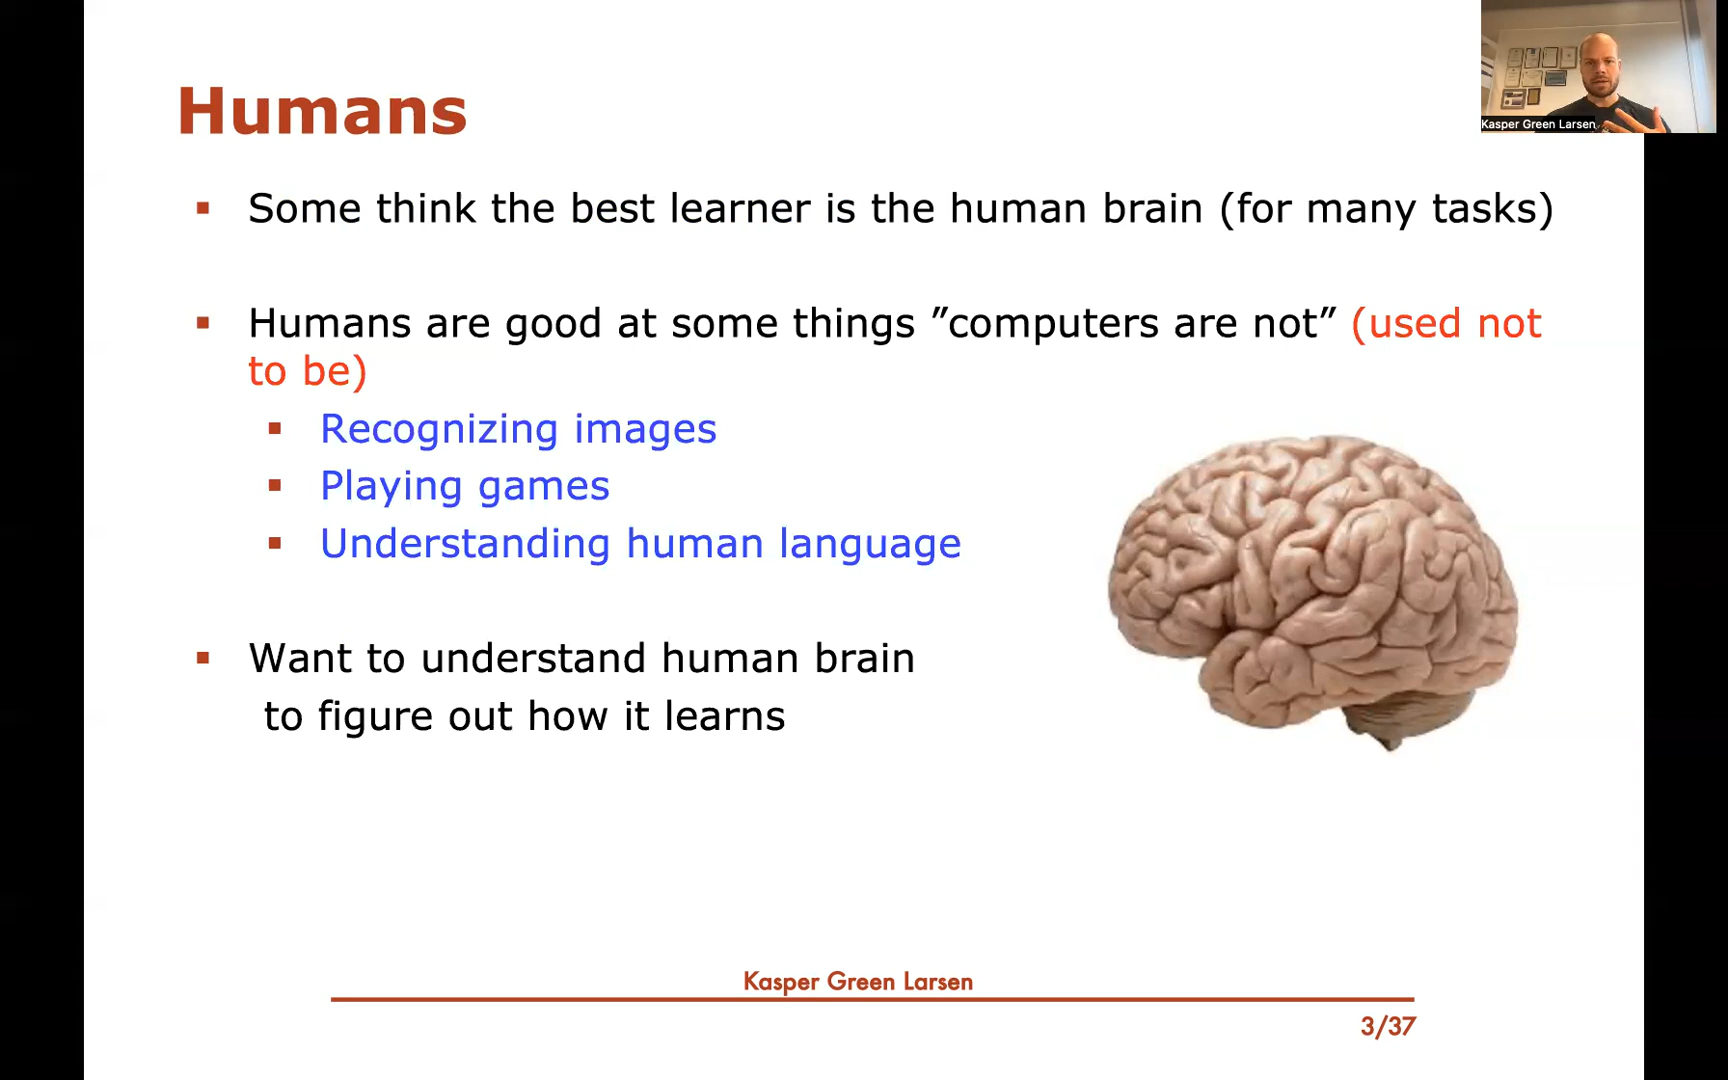 Kasper Green Larsen
Humans
▪ Some think the best learner is the human brain (for many tasks)
▪ Humans are good at some things ”computers are not” (used not
to be)
▪ Recognizing images
▪ Playing games
▪ Understanding human language
▪ Want to understand human brain
to figure out how it learns
Kasper Green Larsen
3/37